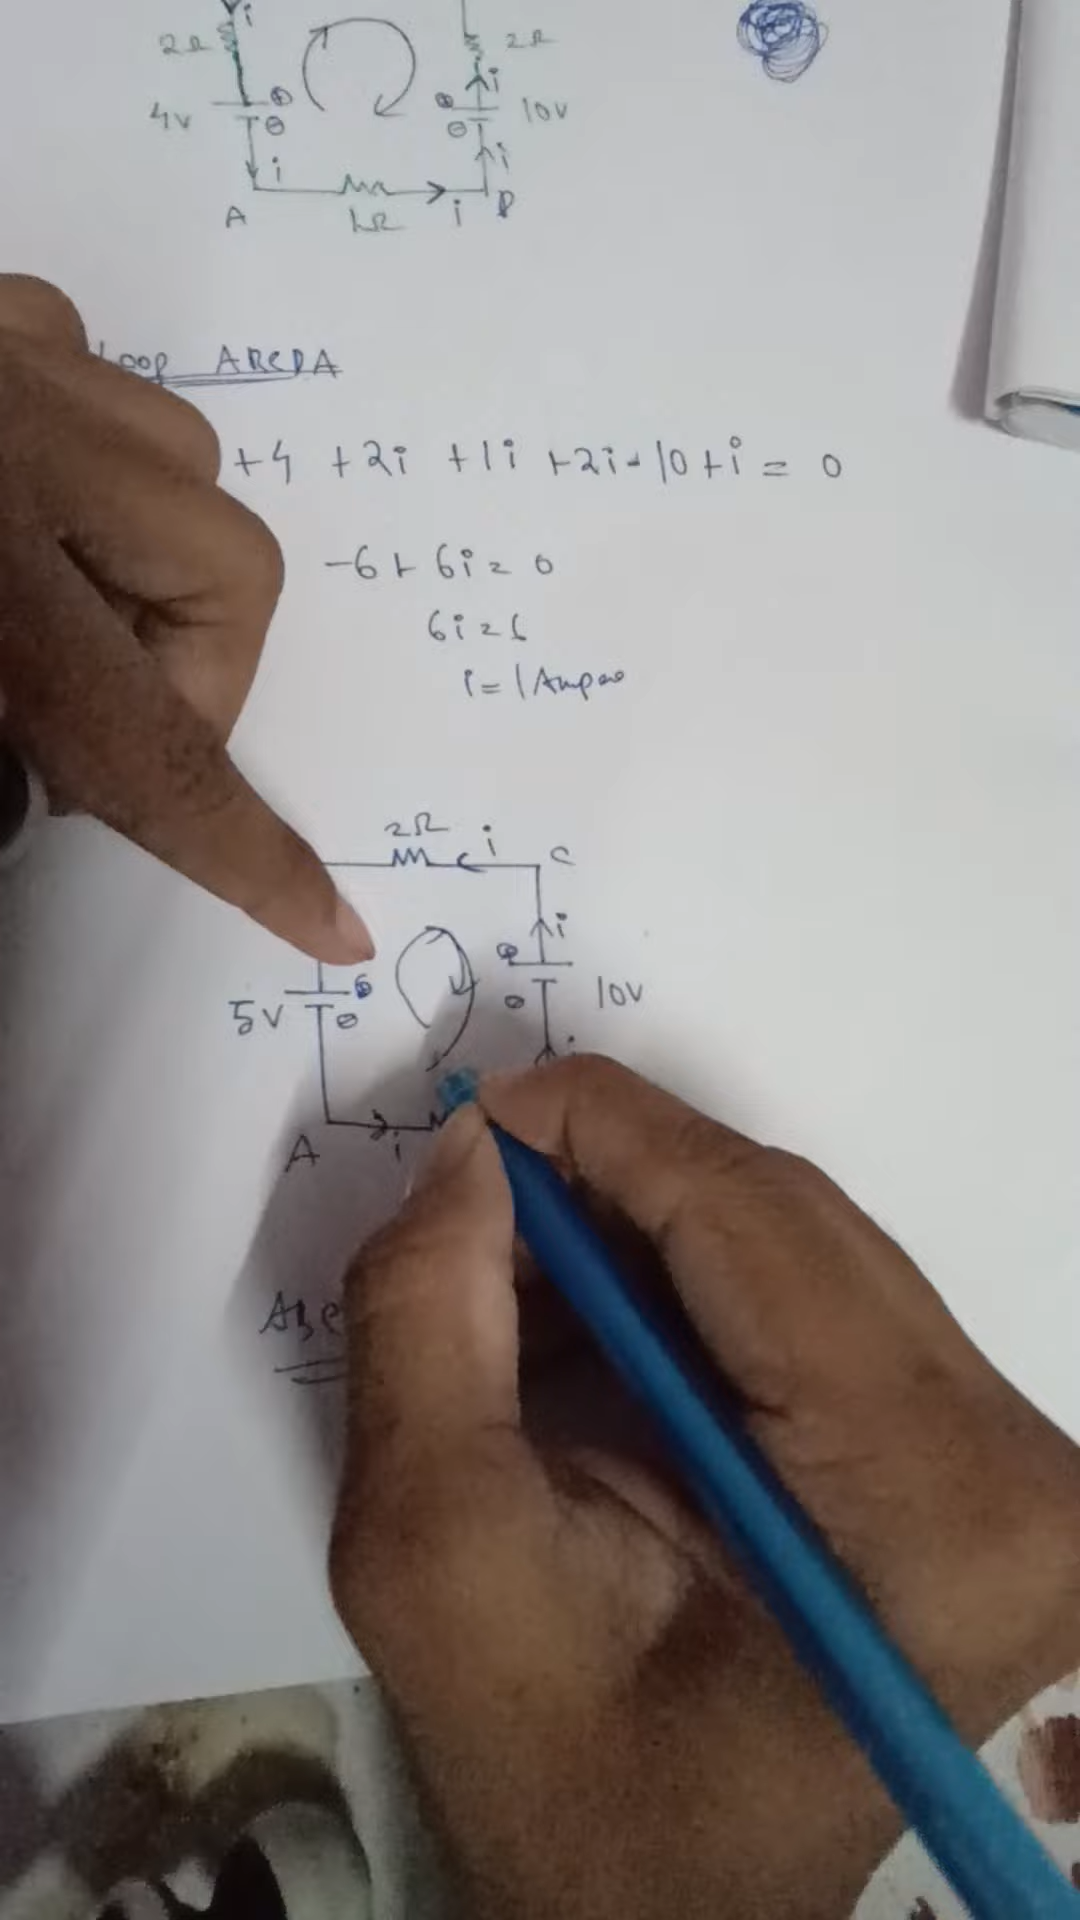 i
2Ω 2Ω
i
⊕ ⊕
4V 10V
⊖ ⊖
i i
A 1Ω i D
Loop ABCDA
+4 +2i +1i +2i-10+i = 0
-6+6i = 0
6i = 6
i = 1 Ampere
2Ω i C
i
⊕ ⊕
5V 10V
⊖ ⊖
i
A i
ABC